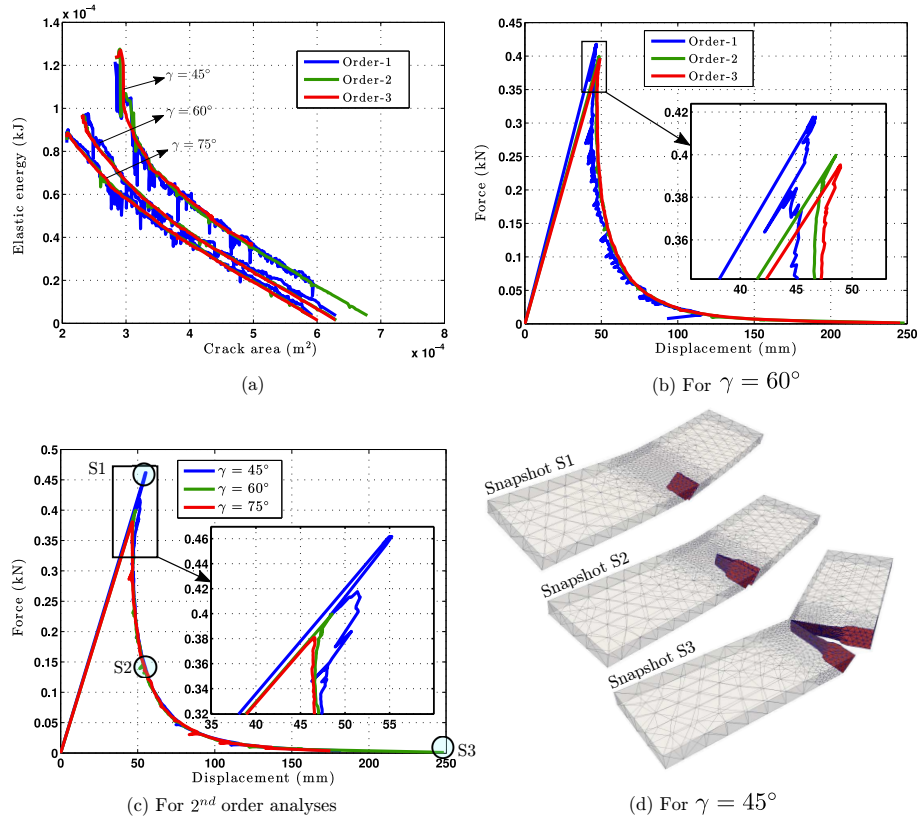 x 10⁻⁴
1.4
1.2
1
0.8
0.6
0.4
0.2
0
2 3 4 5 6 7 8
x 10⁻⁴
Elastic energy (kJ)
Crack area (m²)
γ = 45°
γ = 60°
γ = 75°
Order-1
Order-2
Order-3
(a)
0.45
0.4
0.35
0.3
0.25
0.2
0.15
0.1
0.05
0
0 50 100 150 200 250
Force (kN)
Displacement (mm)
Order-1
Order-2
Order-3
0.42
0.4
0.38
0.36
40 45 50
(b) For γ = 60°
0.5
0.45
0.4
0.35
0.3
0.25
0.2
0.15
0.1
0.05
0
0 50 100 150 200 250
Force (kN)
Displacement (mm)
S1
S2
S3
γ = 45°
γ = 60°
γ = 75°
0.46
0.44
0.42
0.4
0.38
0.36
0.34
0.32
35 40 45 50 55
(c) For 2ⁿᵈ order analyses
Snapshot S1
Snapshot S2
Snapshot S3
(d) For γ = 45°